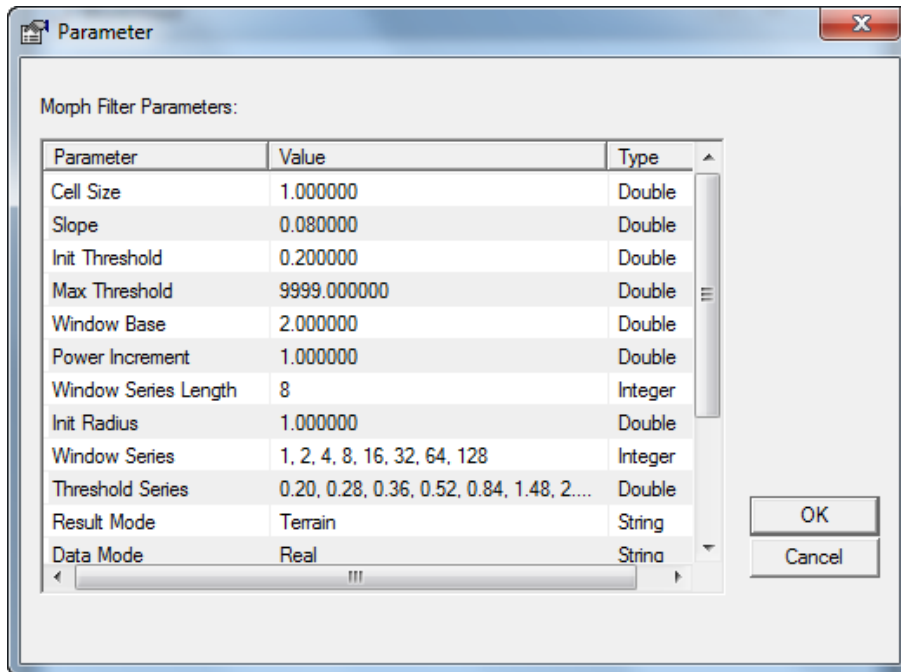 Parameter
Morph Filter Parameters:
Parameter Value Type
Cell Size 1.000000 Double
Slope 0.080000 Double
Init Threshold 0.200000 Double
Max Threshold 9999.000000 Double
Window Base 2.000000 Double
Power Increment 1.000000 Double
Window Series Length 8 Integer
Init Radius 1.000000 Double
Window Series 1, 2, 4, 8, 16, 32, 64, 128 Integer
Threshold Series 0.20, 0.28, 0.36, 0.52, 0.84, 1.48, 2.... Double
Result Mode Terrain String
Data Mode Real String
OK
Cancel